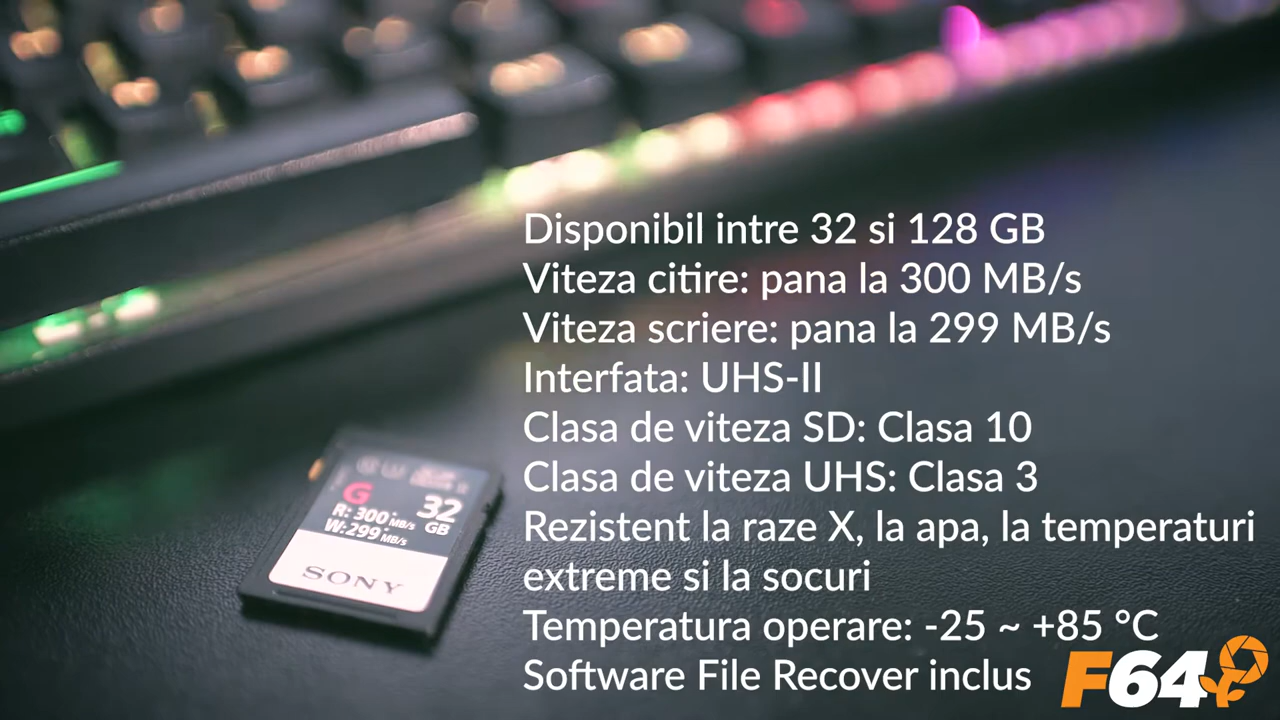 Disponibil intre 32 si 128 GB
Viteza citire: pana la 300 MB/s
Viteza scriere: pana la 299 MB/s
Interfata: UHS-II
Clasa de viteza SD: Clasa 10
Clasa de viteza UHS: Clasa 3
Rezistent la raze X, la apa, la temperaturi
extreme si la socuri
Temperatura operare: -25 ~ +85 °C
Software File Recover inclus
G 32
R: 300 MB/s GB
W:299 MB/s
SONY
F64